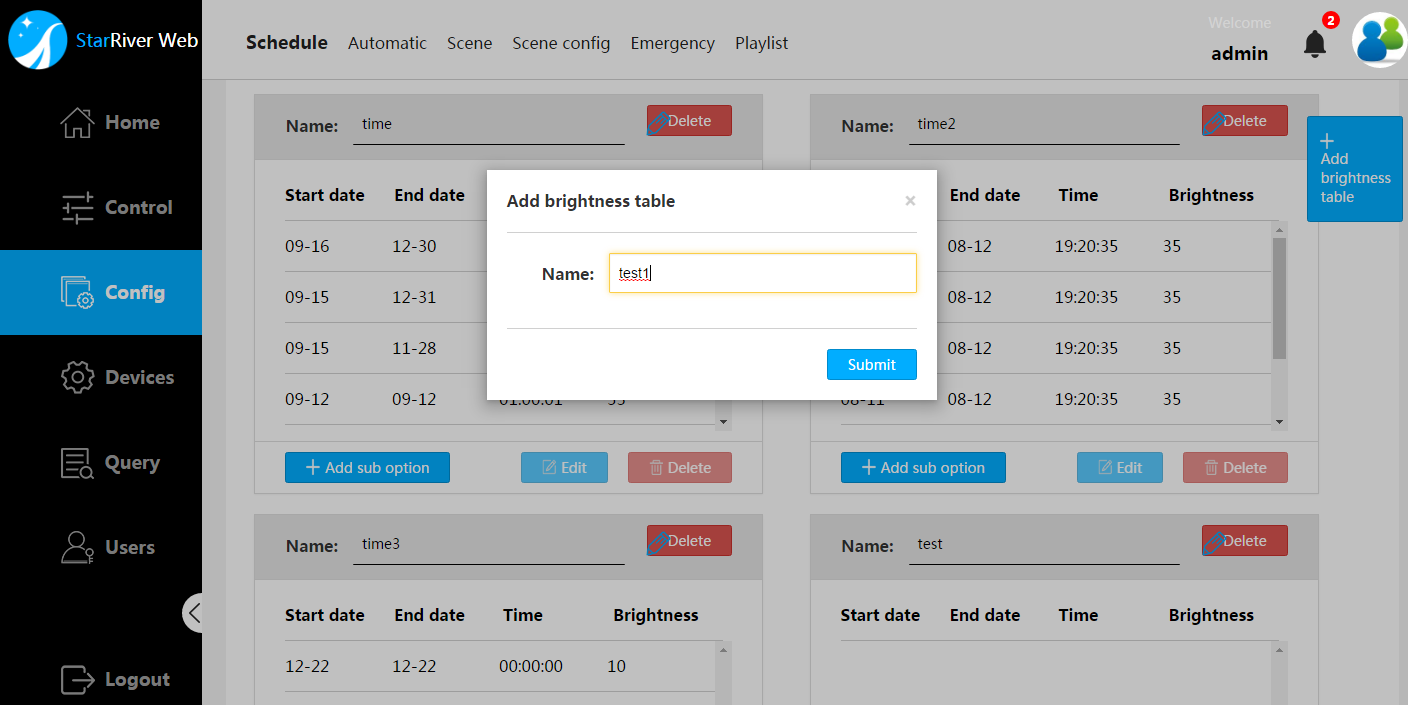 StarRiver Web
Schedule Automatic Scene Scene config Emergency Playlist
Welcome
admin
2
Home
Control
Config
Devices
Query
Users
Logout
Name: time Delete
Start date End date
09-16 12-30
09-15 12-31
09-15 11-28
09-12 09-12
Add sub option Edit Delete
Name: time2 Delete
End date Time Brightness
08-12 19:20:35 35
08-12 19:20:35 35
08-12 19:20:35 35
08-12 19:20:35 35
Add sub option Edit Delete
+
Add
brightness
table
Add brightness table ×
Name: test1
Submit
Name: time3 Delete
Start date End date Time Brightness
12-22 12-22 00:00:00 10
Name: test Delete
Start date End date Time Brightness